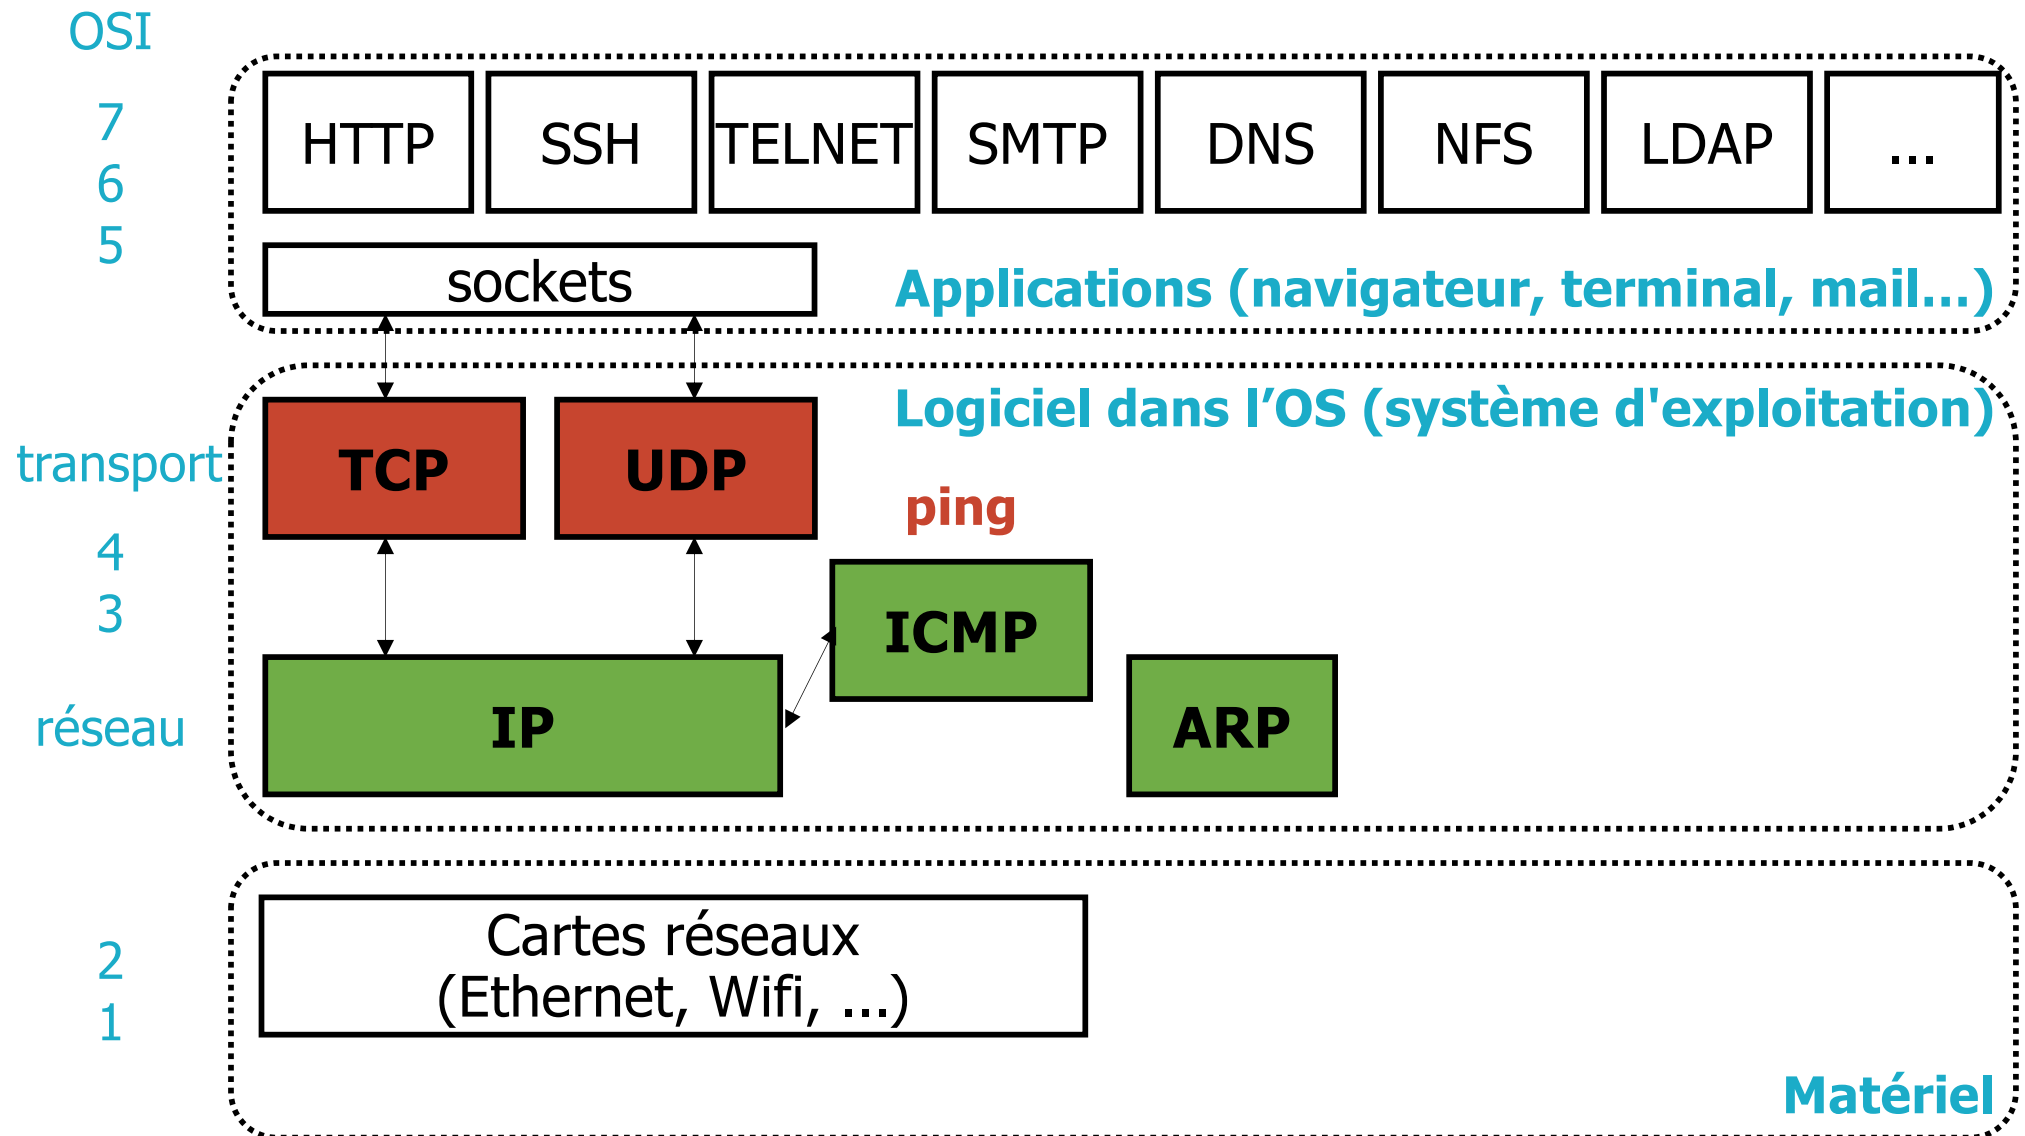 OSI
7
6
5
HTTP
SSH
TELNET
SMTP
DNS
NFS
LDAP
...
sockets
Applications (navigateur, terminal, mail...)
Logiciel dans l’OS (système d'exploitation)
transport
4
3
réseau
TCP
UDP
ping
ICMP
IP
ARP
2
1
Cartes réseaux
(Ethernet, Wifi, ...)
Matériel